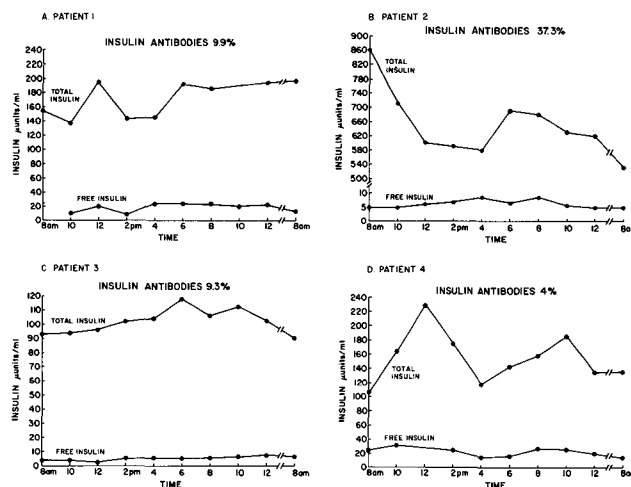 A. PATIENT 1
INSULIN ANTIBODIES 9.9%
INSULIN µunits/ml
240
200
160
120
80
60
40
20
0
TOTAL INSULIN
FREE INSULIN
8am 10 12 2pm 4 6 8 10 12 8am
TIME
B. PATIENT 2
INSULIN ANTIBODIES 37.3%
INSULIN µunits/ml
900
860
820
780
740
700
660
620
580
540
500
10
5
0
TOTAL INSULIN
FREE INSULIN
8am 10 12 2pm 4 6 8 10 12 8a
TIME
C. PATIENT 3
INSULIN ANTIBODIES 9.3%
INSULIN µunits/ml
120
110
100
90
80
70
60
50
40
30
20
10
0
TOTAL INSULIN
FREE INSULIN
8am 10 12 2pm 4 6 8 10 12 8am
TIME
D. PATIENT 4
INSULIN ANTIBODIES 4%
INSULIN µunits/ml
240
220
200
180
160
140
120
100
80
60
40
20
0
TOTAL INSULIN
FREE INSULIN
8am 10 12 2pm 4 6 8 10 12 8am
TIME